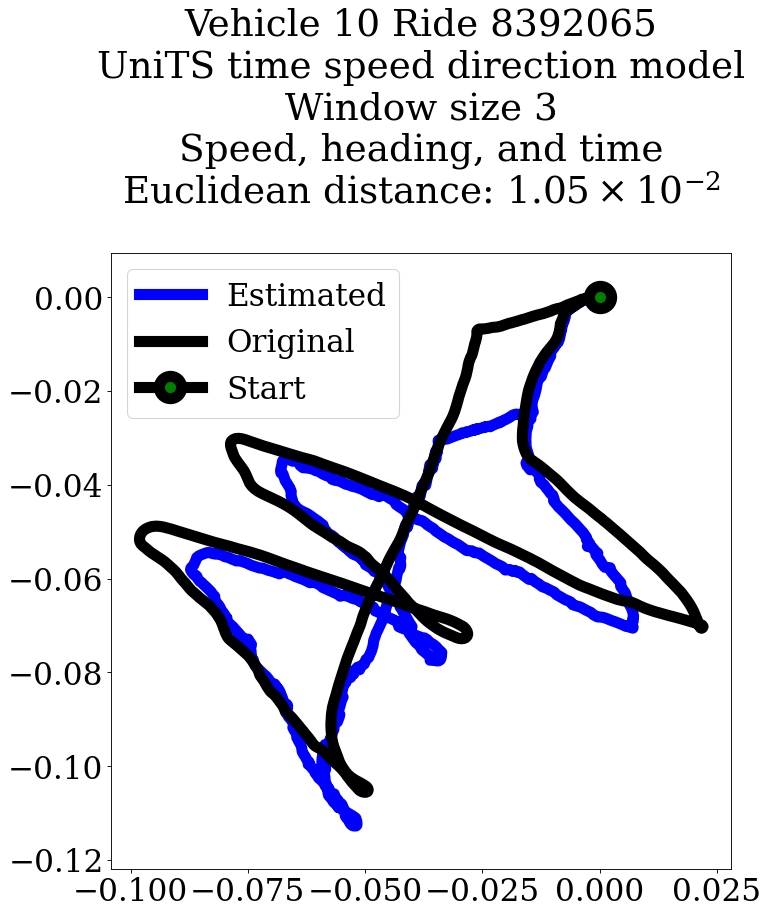 Vehicle 10 Ride 8392065
UniTS time speed direction model
Window size 3
Speed, heading, and time
Euclidean distance: 1.05 × 10⁻²
Estimated
Original
Start
0.00
−0.02
−0.04
−0.06
−0.08
−0.10
−0.12
−0.100 −0.075 −0.050 −0.025 0.000 0.025